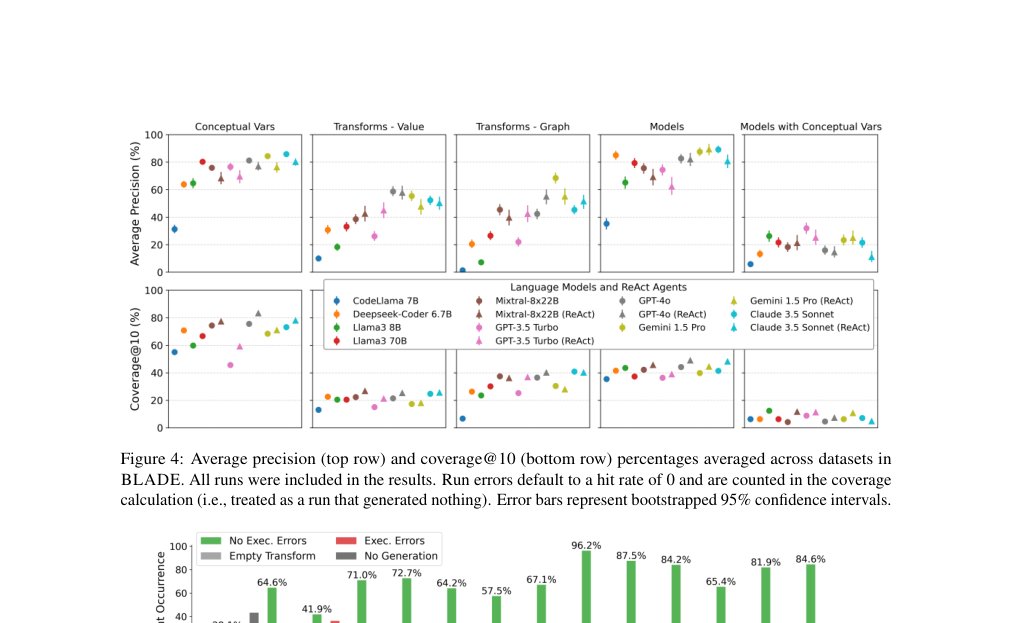 Conceptual Vars Transforms - Value Transforms - Graph Models Models with Conceptual Vars
Average Precision (%)
100
80
60
40
20
0
Coverage@10 (%)
100
80
60
40
20
0
Language Models and ReAct Agents
CodeLlama 7B Mixtral-8x22B GPT-4o Gemini 1.5 Pro (ReAct)
Deepseek-Coder 6.7B Mixtral-8x22B (ReAct) GPT-4o (ReAct) Claude 3.5 Sonnet
Llama3 8B GPT-3.5 Turbo Gemini 1.5 Pro Claude 3.5 Sonnet (ReAct)
Llama3 70B GPT-3.5 Turbo (ReAct)
Figure 4: Average precision (top row) and coverage@10 (bottom row) percentages averaged across datasets in
BLADE. All runs were included in the results. Run errors default to a hit rate of 0 and are counted in the coverage
calculation (i.e., treated as a run that generated nothing). Error bars represent bootstrapped 95% confidence intervals.
No Exec. Errors Exec. Errors
Empty Transform No Generation
Occurrence
100
80
60
40
64.6% 41.9% 71.0% 72.7% 64.2% 57.5% 67.1% 96.2% 87.5% 84.2% 65.4% 81.9% 84.6%